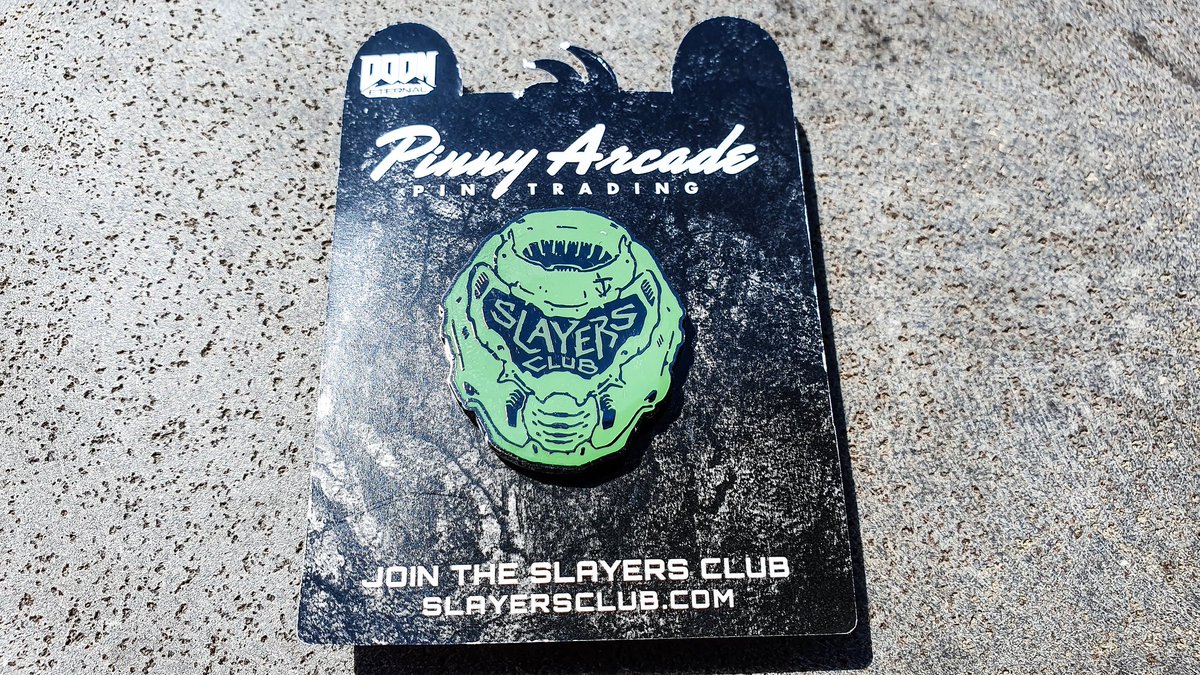 DOOM
ETERNAL
Pinny Arcade
PIN TRADING
SLAYERS
CLUB
JOIN THE SLAYERS CLUB
SLAYERSCLUB.COM